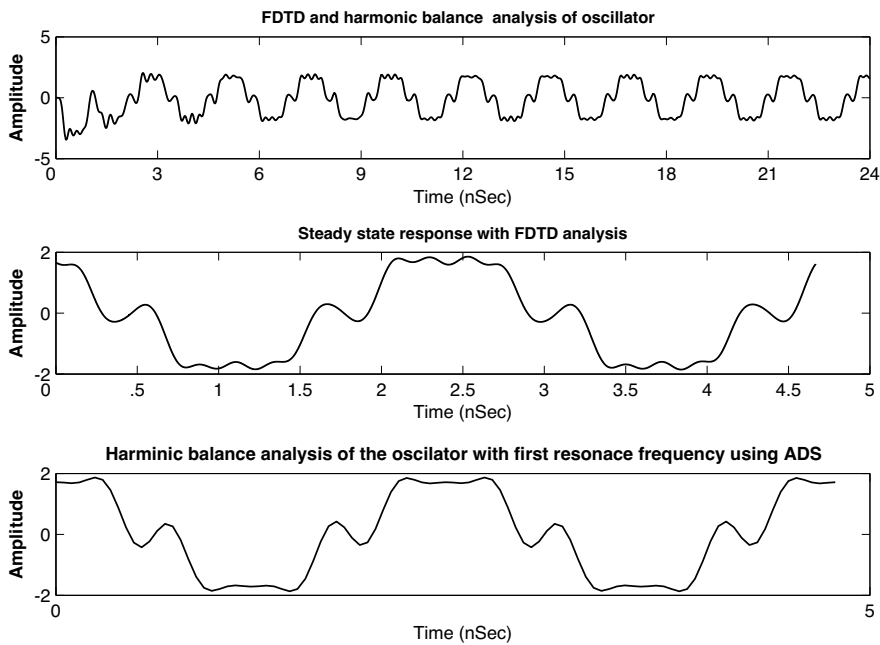 FDTD and harmonic balance analysis of oscillator
5
0
-5
Amplitude
0 3 6 9 12 15 18 21 24
Time (nSec)
Steady state response with FDTD analysis
2
0
-2
Amplitude
0 .5 1 1.5 2 2.5 3 3.5 4 4.5 5
Time (nSec)
Harminic balance analysis of the oscilator with first resonace frequency using ADS
2
0
-2
Amplitude
0 5
Time (nSec)